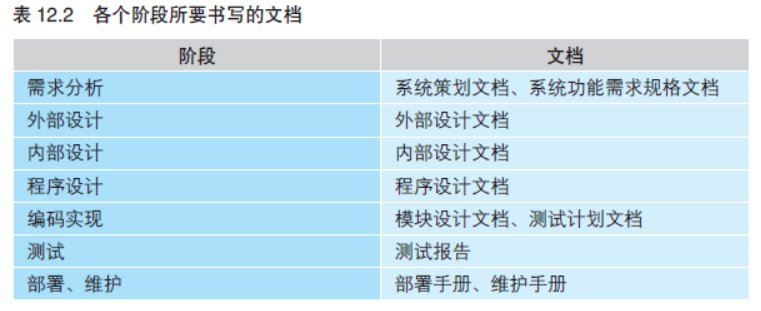 表 12.2 各个阶段所要书写的文档
阶段 文档
需求分析 系统策划文档、系统功能需求规格文档
外部设计 外部设计文档
内部设计 内部设计文档
程序设计 程序设计文档
编码实现 模块设计文档、测试计划文档
测试 测试报告
部署、维护 部署手册、维护手册